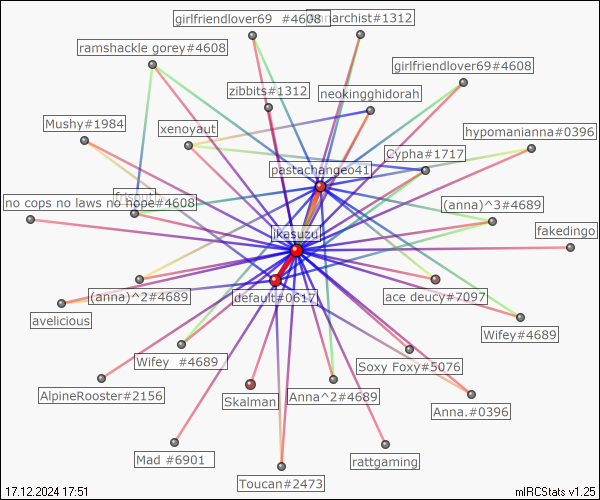 girlfriendlover69 #4608
narchist#1312
ramshackle gorey#4608
girlfriendlover69#4608
zibbits#1312
neokingghidorah
Mushy#1984
xenoyaut
hypomanianna#0396
Cypha#1717
pastachangeo41
no cops no laws no hope#4608
(anna)^3#4689
ikasuzu
fakedingo
(anna)^2#4689
default#0617
ace deucy#7097
avelicious
Wifey#4689
Wifey #4689
Soxy Foxy#5076
AlpineRooster#2156
Skalman
Anna^2#4689
Anna.#0396
Mad #6901
rattgaming
Toucan#2473
17.12.2024 17:51
mIRCStats v1.25